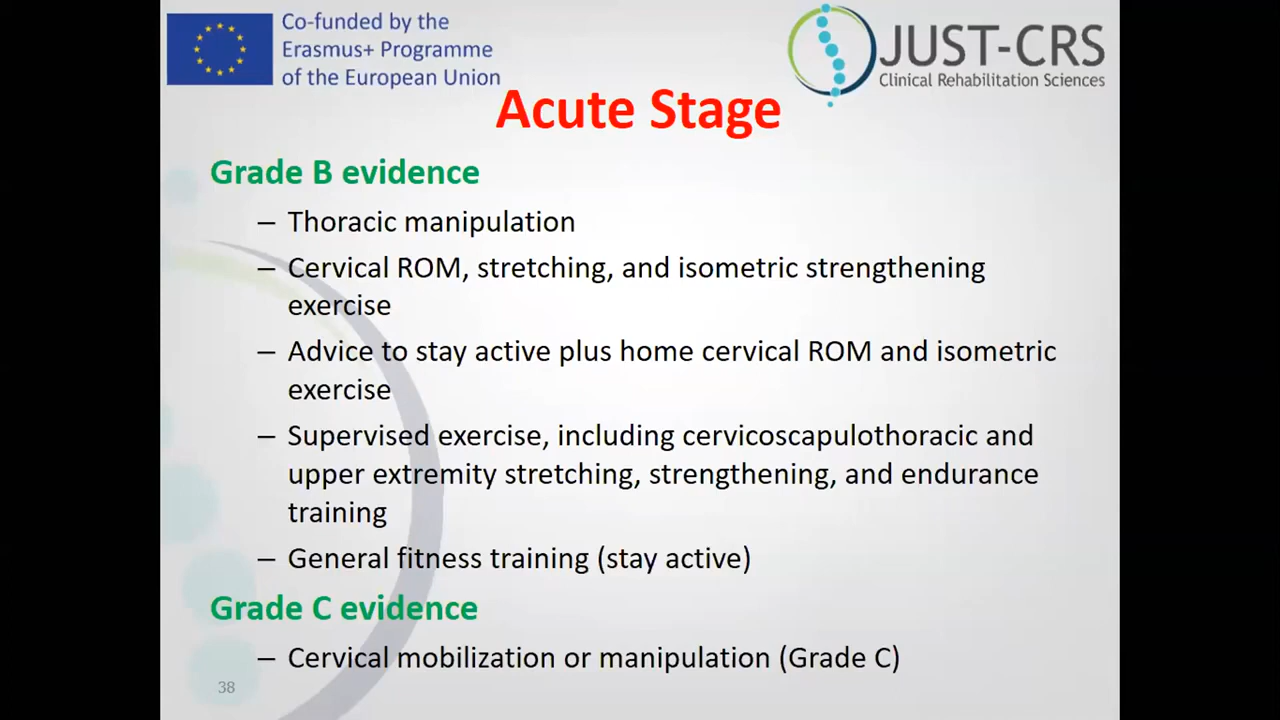 Co-funded by the
Erasmus+ Programme
of the European Union
JUST-CRS
Clinical Rehabilitation Sciences
Acute Stage
Grade B evidence
– Thoracic manipulation
– Cervical ROM, stretching, and isometric strengthening
exercise
– Advice to stay active plus home cervical ROM and isometric
exercise
– Supervised exercise, including cervicoscapulothoracic and
upper extremity stretching, strengthening, and endurance
training
– General fitness training (stay active)
Grade C evidence
– Cervical mobilization or manipulation (Grade C)
38